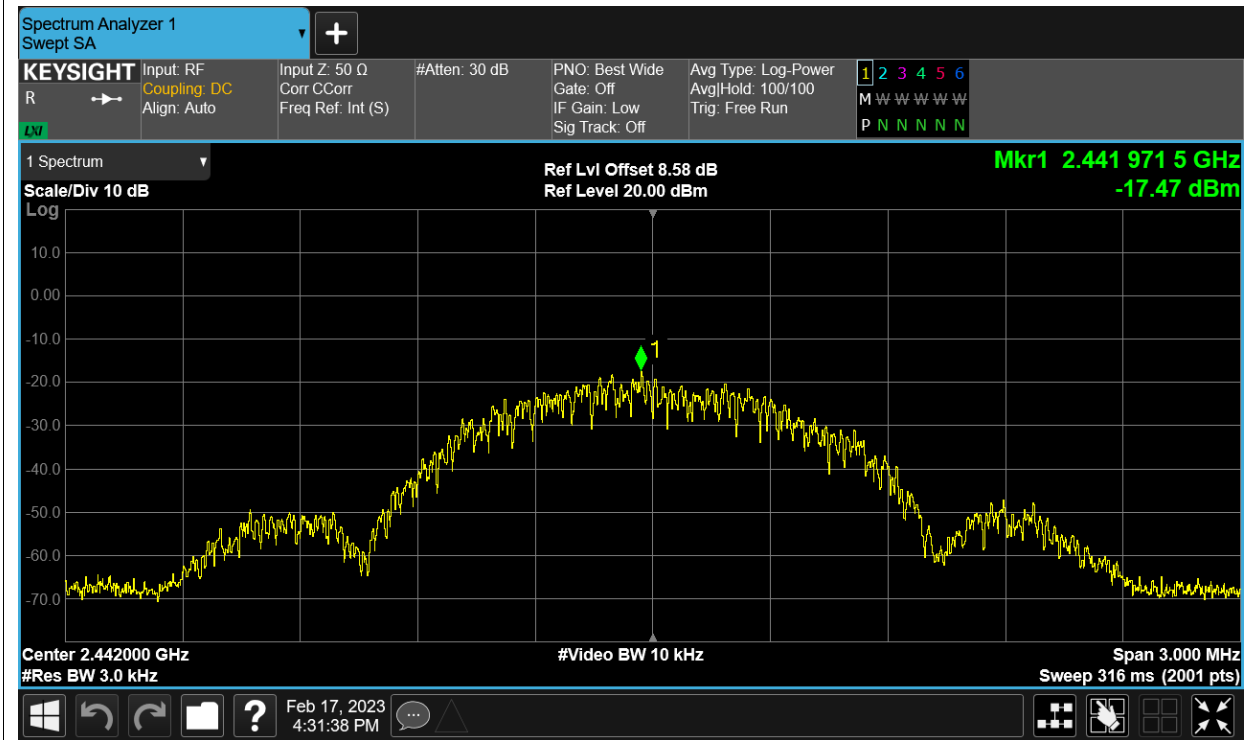 Spectrum Analyzer 1
Swept SA
KEYSIGHT
R
LXI
Input: RF
Coupling: DC
Align: Auto
Input Z: 50 Ω
Corr CCorr
Freq Ref: Int (S)
#Atten: 30 dB
PNO: Best Wide
Gate: Off
IF Gain: Low
Sig Track: Off
Avg Type: Log-Power
Avg|Hold: 100/100
Trig: Free Run
1 2 3 4 5 6
M W W W W W
P N N N N N
1 Spectrum
Scale/Div 10 dB
Log
Ref Lvl Offset 8.58 dB
Ref Level 20.00 dBm
Mkr1 2.441 971 5 GHz
-17.47 dBm
10.0
0.00
-10.0
1
-20.0
-30.0
-40.0
-50.0
-60.0
-70.0
Center 2.442000 GHz
#Video BW 10 kHz
Span 3.000 MHz
#Res BW 3.0 kHz
Sweep 316 ms (2001 pts)
?
Feb 17, 2023
4:31:38 PM